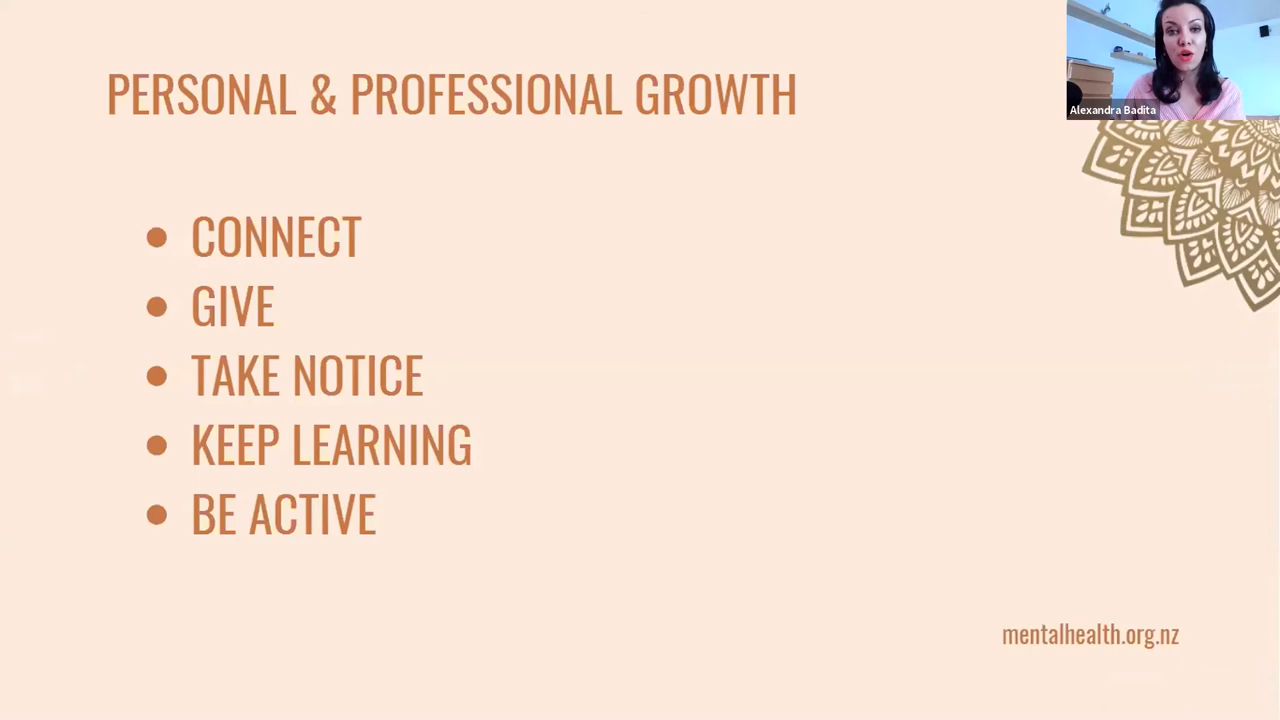 PERSONAL & PROFESSIONAL GROWTH
Alexandra Badita
• CONNECT
• GIVE
• TAKE NOTICE
• KEEP LEARNING
• BE ACTIVE
mentalhealth.org.nz